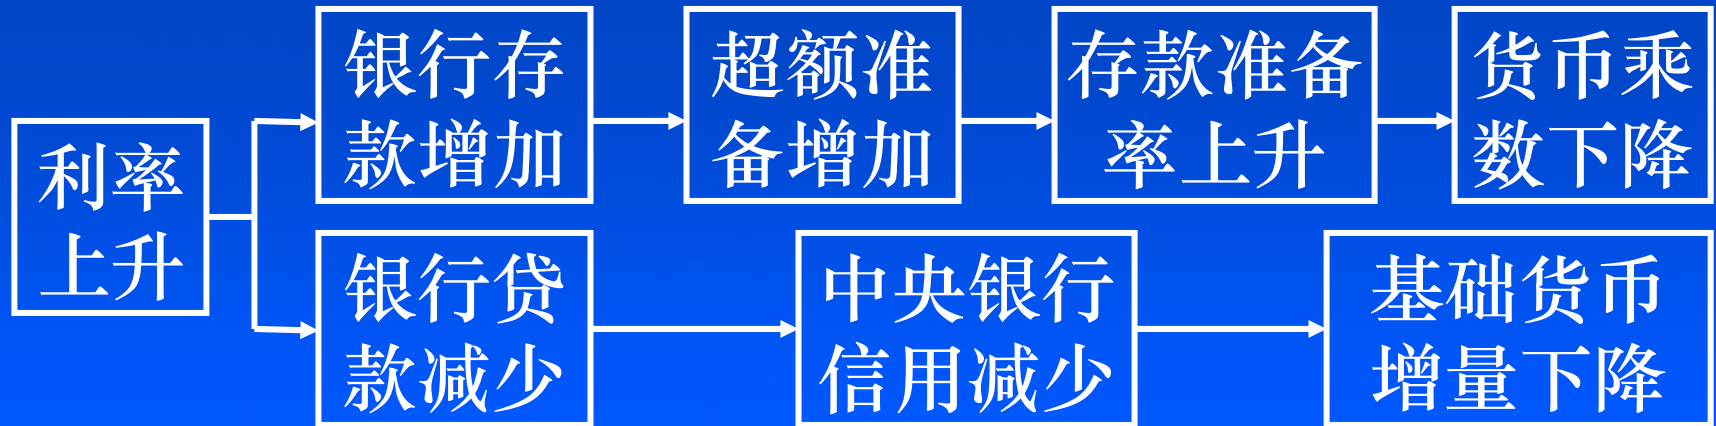 利率
上升
银行存
款增加
超额准
备增加
存款准备
率上升
货币乘
数下降
银行贷
款减少
中央银行
信用减少
基础货币
增量下降